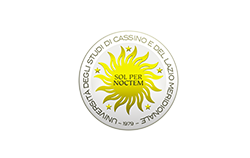 UNIVERSITÀ DEGLI STUDI DI CASSINO E DEL LAZIO MERIDIONALE
SOL PER
NOCTEM
~ 1979 ~